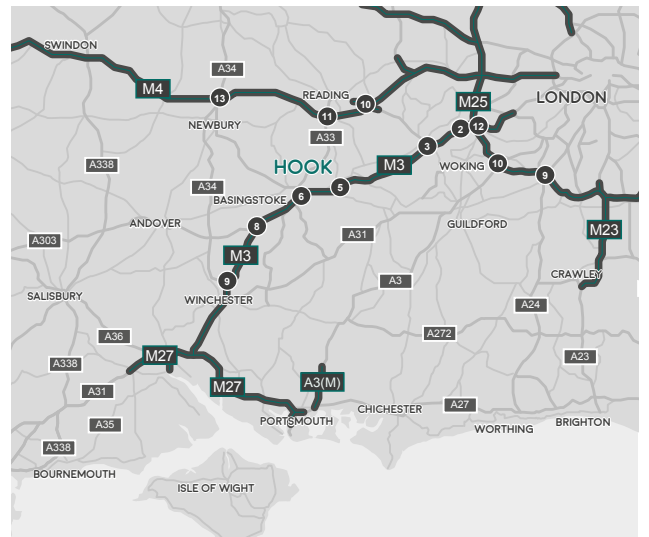 SWINDON
A34
M4
13
READING
10
11
M25
LONDON
NEWBURY
A33
2
12
3
A338
HOOK
M3
WOKING
10
9
A34
BASINGSTOKE
6
5
ANDOVER
8
A31
GUILDFORD
M23
A303
M3
CRAWLEY
9
A3
SALISBURY
WINCHESTER
A24
A36
A272
M27
A338
A23
M27
A3(M)
A31
CHICHESTER
A27
A35
PORTSMOUTH
WORTHING
BRIGHTON
A338
BOURNEMOUTH
ISLE OF WIGHT